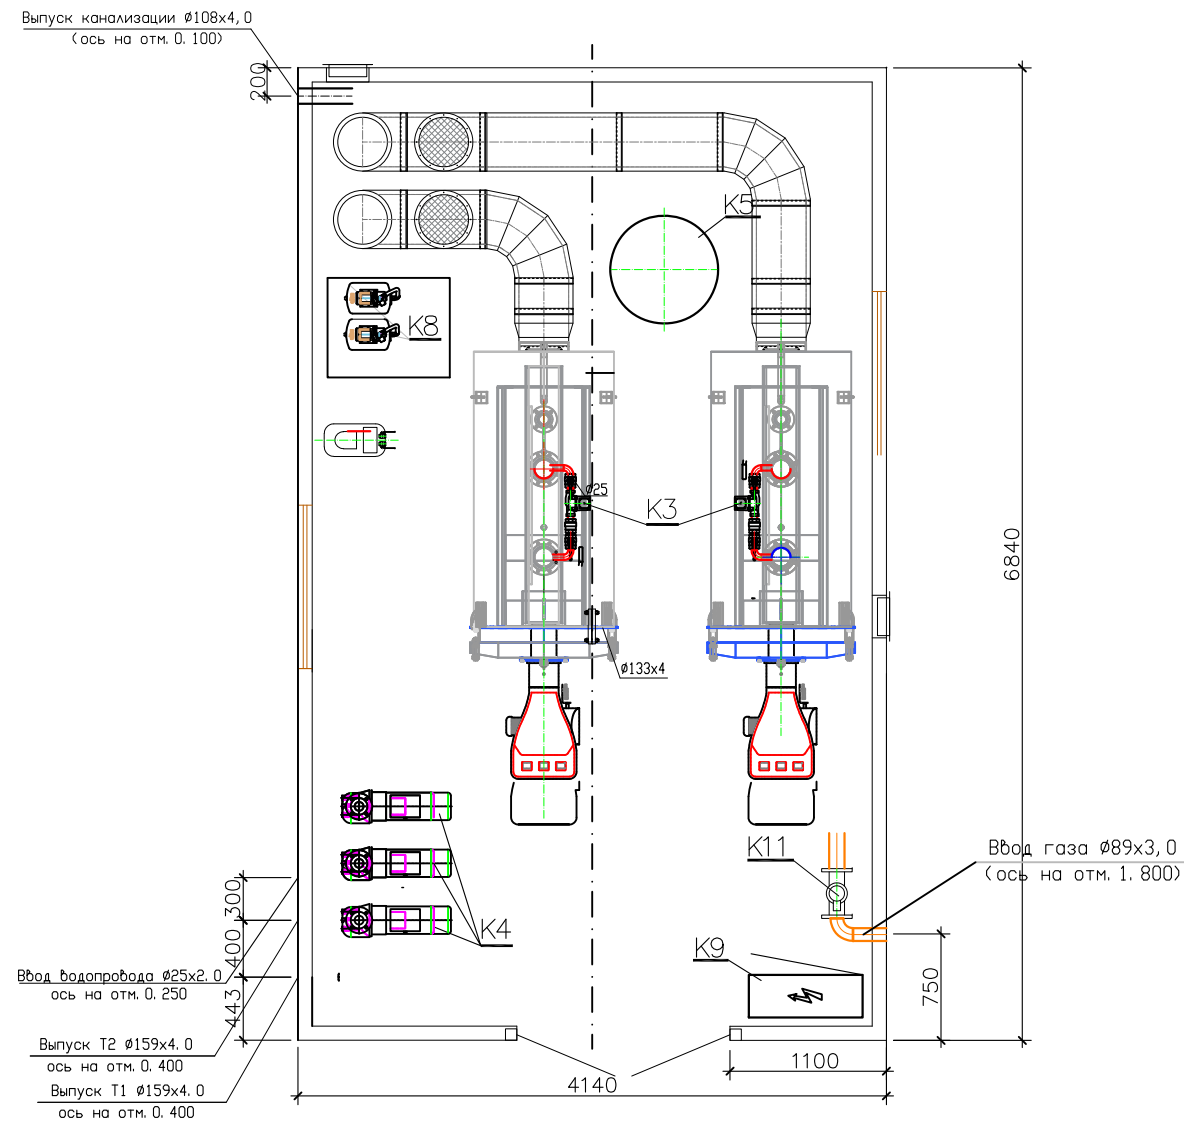 Выпуск канализации Ø108x4,0
(ось на отм. 0.100)
200
K5
K8
Ø25
K3
6840
Ø133x4
K11
Ввод газа Ø89x3,0
(ось на отм. 1.800)
300
K4
K9
400
Ввод водопровода Ø25x2.0
ось на отм. 0.250
750
443
Выпуск T2 Ø159x4.0
ось на отм. 0.400
1100
4140
Выпуск T1 Ø159x4.0
ось на отм. 0.400